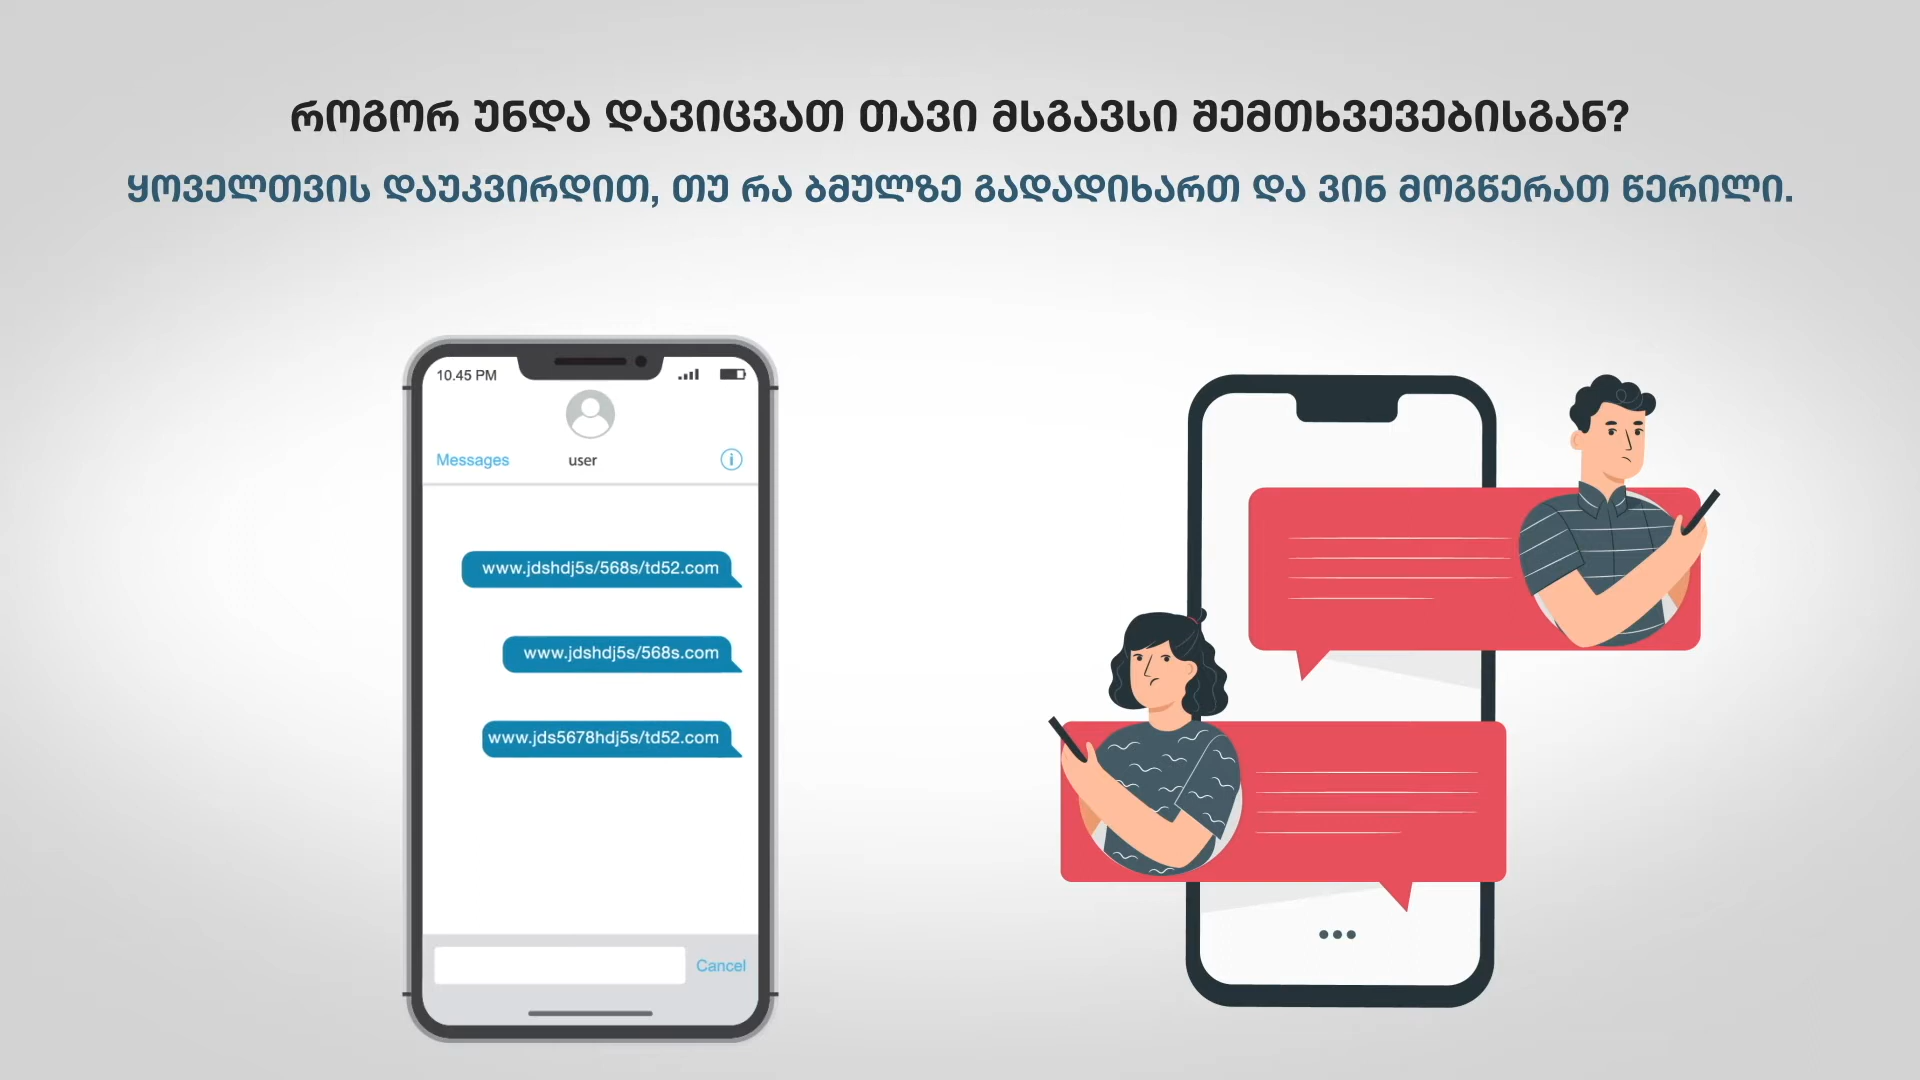 როგორ უნდა დავიცვათ თავი მსგავსი შემთხვევებისგან?
ყოველთვის დაუკვირდით, თუ რა ბმულზე გადადიხართ და ვინ მოგწერათ წერილი.
10.45 PM
Messages user
www.jdshdj5s/568s/td52.com
www.jdshdj5s/568s.com
www.jds5678hdj5s/td52.com
Cancel